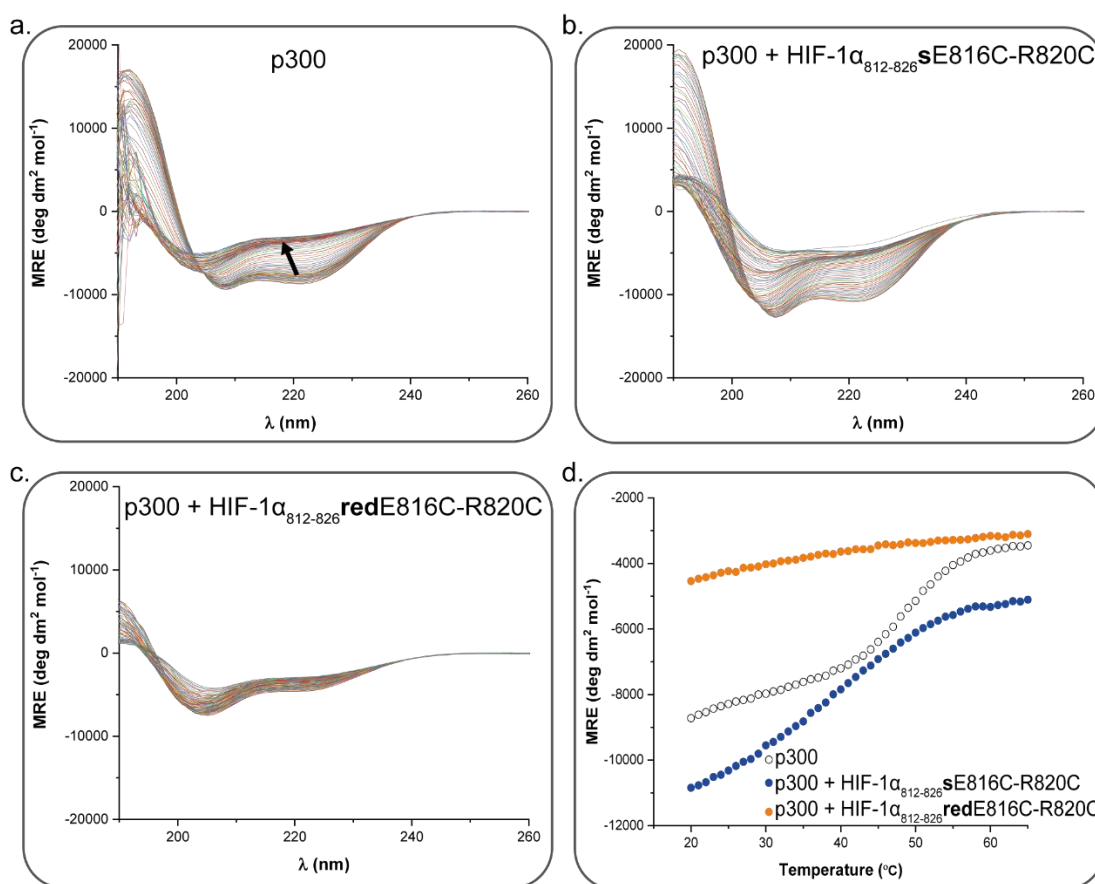 a.
p300
20000
10000
0
-10000
-20000
MRE (deg dm² mol⁻¹)
200
220
240
260
λ (nm)
b.
p300 + HIF-1α₈₁₂₋₈₂₆sE816C-R820C
20000
10000
0
-10000
-20000
MRE (deg dm² mol⁻¹)
200
220
240
260
λ (nm)
c.
p300 + HIF-1α₈₁₂₋₈₂₆redE816C-R820C
20000
10000
0
-10000
-20000
MRE (deg dm² mol⁻¹)
200
220
240
260
λ (nm)
d.
-2000
-4000
-6000
-8000
-10000
-12000
MRE (deg dm² mol⁻¹)
p300
p300 + HIF-1α₈₁₂₋₈₂₆sE816C-R820C
p300 + HIF-1α₈₁₂₋₈₂₆redE816C-R820C
20
30
40
50
60
Temperature (°C)